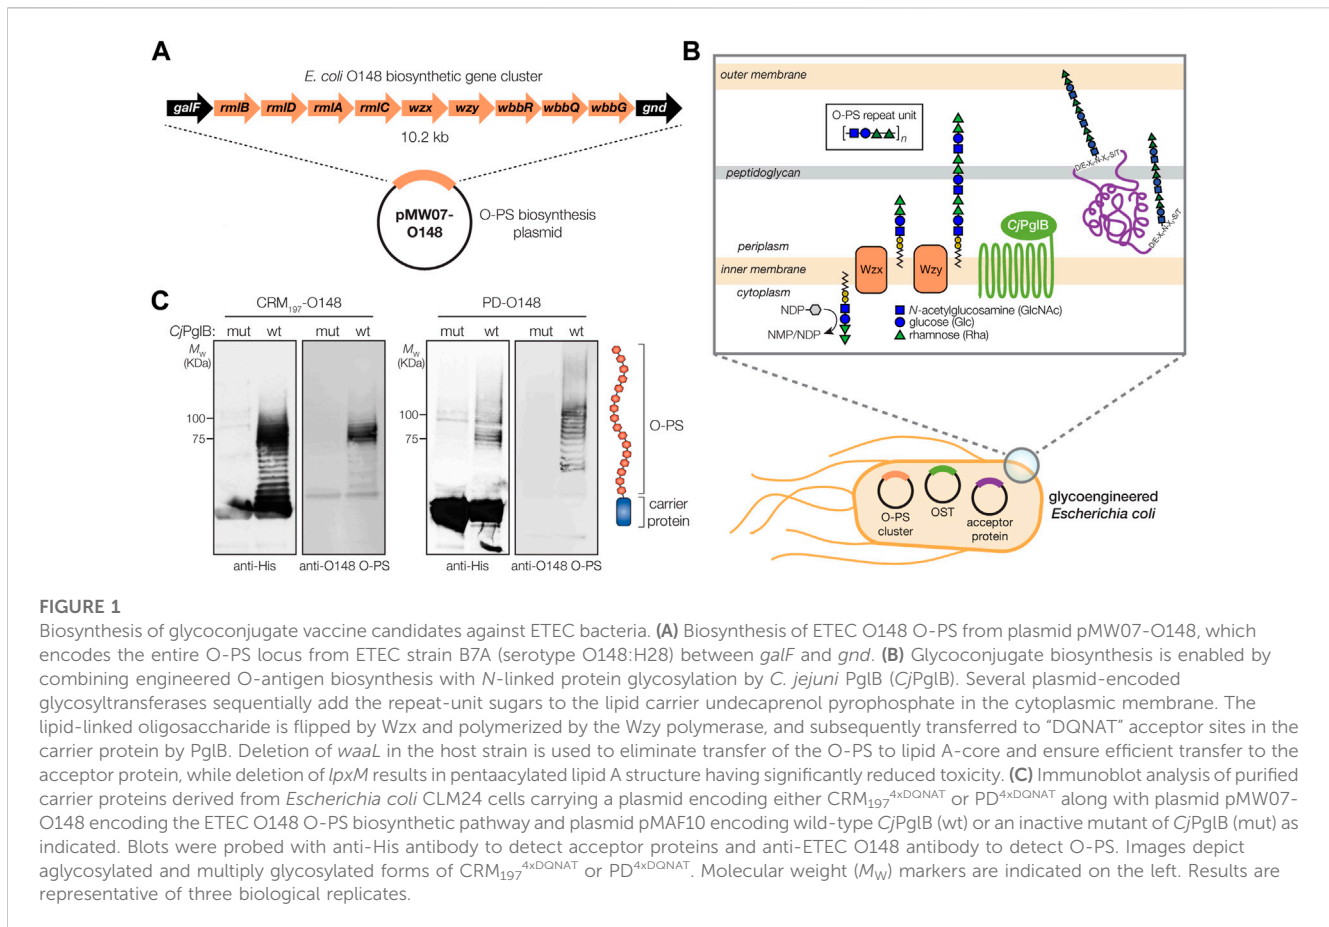 A
E. coli O148 biosynthetic gene cluster
galF rmlB rmlD rmlA rmlC wzx wzy wbbR wbbQ wbbG gnd
10.2 kb
pMW07-
O148
O-PS biosynthesis
plasmid
B
outer membrane
O-PS repeat unit
[ ]n
D/E-X1-N-X2-S/T
peptidoglycan
D/E-X1-N-X2-S/T
CjPglB
periplasm
Wzx
Wzy
inner membrane
cytoplasm
NDP
NMP/NDP
N-acetylglucosamine (GlcNAc)
glucose (Glc)
rhamnose (Rha)
O-PS
cluster
OST
acceptor
protein
glycoengineered
Escherichia coli
C
CRM197-O148
PD-O148
CjPglB: mut wt mut wt mut wt mut wt
MW
(KDa)
100
75
MW
(KDa)
100
75
O-PS
carrier
protein
anti-His
anti-O148 O-PS
anti-His
anti-O148 O-PS
FIGURE 1
Biosynthesis of glycoconjugate vaccine candidates against ETEC bacteria. (A) Biosynthesis of ETEC O148 O-PS from plasmid pMW07-O148, which
encodes the entire O-PS locus from ETEC strain B7A (serotype O148:H28) between galF and gnd. (B) Glycoconjugate biosynthesis is enabled by
combining engineered O-antigen biosynthesis with N-linked protein glycosylation by C. jejuni PglB (CjPglB). Several plasmid-encoded
glycosyltransferases sequentially add the repeat-unit sugars to the lipid carrier undecaprenol pyrophosphate in the cytoplasmic membrane. The
lipid-linked oligosaccharide is flipped by Wzx and polymerized by the Wzy polymerase, and subsequently transferred to “DQNAT” acceptor sites in the
carrier protein by PglB. Deletion of waaL in the host strain is used to eliminate transfer of the O-PS to lipid A-core and ensure efficient transfer to the
acceptor protein, while deletion of lpxM results in pentaacylated lipid A structure having significantly reduced toxicity. (C) Immunoblot analysis of purified
carrier proteins derived from Escherichia coli CLM24 cells carrying a plasmid encoding either CRM197 4xDQNAT or PD4xDQNAT along with plasmid pMW07-
O148 encoding the ETEC O148 O-PS biosynthetic pathway and plasmid pMAF10 encoding wild-type CjPglB (wt) or an inactive mutant of CjPglB (mut) as
indicated. Blots were probed with anti-His antibody to detect acceptor proteins and anti-ETEC O148 antibody to detect O-PS. Images depict
aglycosylated and multiply glycosylated forms of CRM197 4xDQNAT or PD4xDQNAT. Molecular weight (MW) markers are indicated on the left. Results are
representative of three biological replicates.